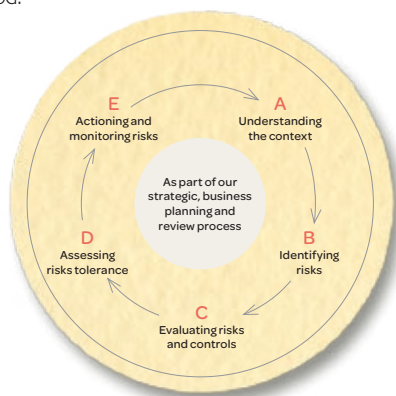 E
Actioning and
monitoring risks
A
Understanding
the context
As part of our
strategic, business
planning and
review process
B
Identifying
risks
D
Assessing
risks tolerance
C
Evaluating risks
and controls